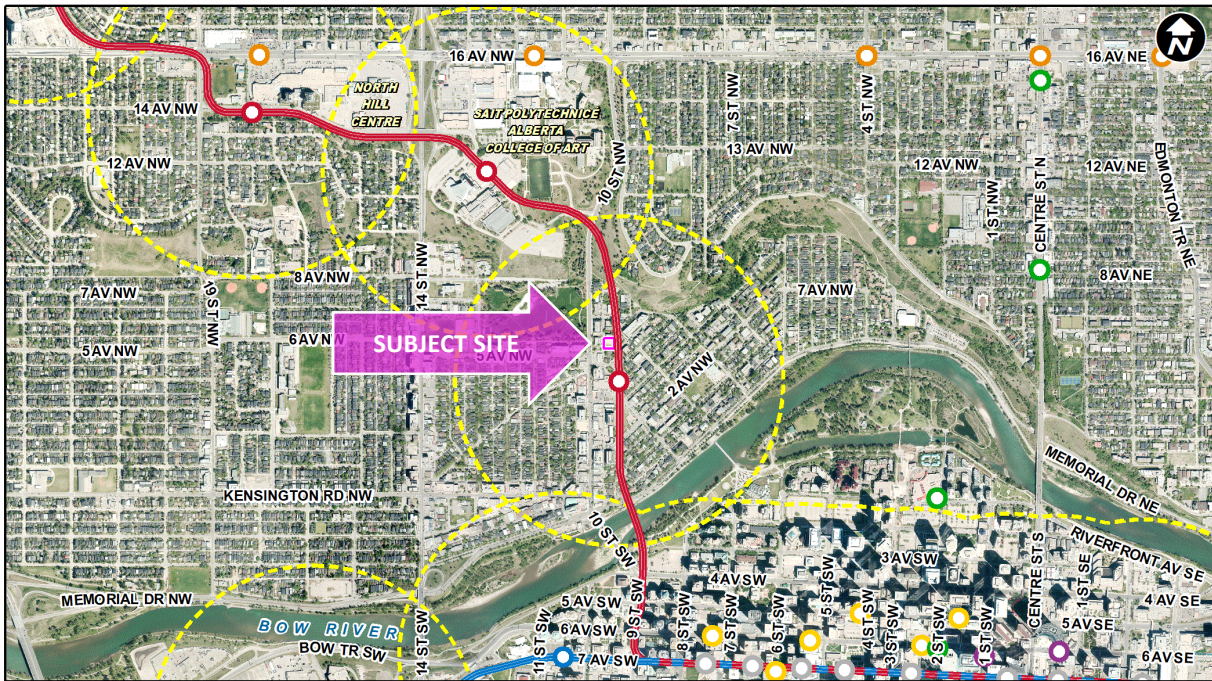 16 AV NW
16 AV NE
N
NORTH
HILL
CENTRE
SAIT POLYTECHNICE
ALBERTA
COLLEGE OF ART
14 AV NW
7 ST NW
4 ST NW
13 AV NW
12 AV NW
12 AV NW
12 AV NE
10 ST NW
1 ST NW
CENTRE ST N
EDMONTON TR NE
14 ST NW
8 AV NW
8 AV NE
7 AV NW
7 AV NW
19 ST NW
6 AV NW
5 AV NW
5 AV NW
SUBJECT SITE
2 AV NW
KENSINGTON RD NW
MEMORIAL DR NE
10 ST SW
RIVERFRONT AV SE
3 AV SW
4 AV SW
5 ST SW
CENTRE ST S
1 ST SE
MEMORIAL DR NW
5 AV SW
4 AV SE
BOW RIVER
6 AV SW
5 AV SE
BOW TR SW
7 AV SW
6 AV SE
14 ST SW
11 ST SW
9 ST SW
8 ST SW
7 ST SW
6 ST SW
4 ST SW
3 ST SW
2 ST SW
1 ST SW